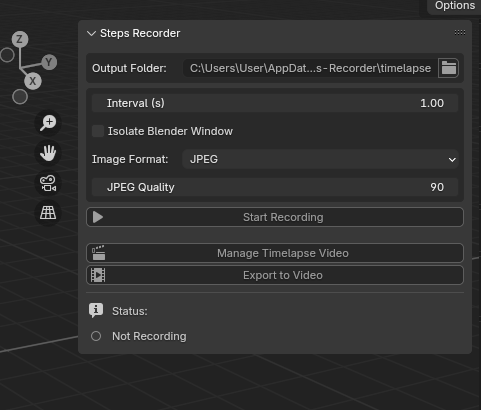 Options
Steps Recorder
Z
Y
X
Output Folder: C:\Users\User\AppDat...s-Recorder\timelapse
Interval (s) 1.00
Isolate Blender Window
Image Format: JPEG
JPEG Quality 90
Start Recording
Manage Timelapse Video
Export to Video
Status:
Not Recording